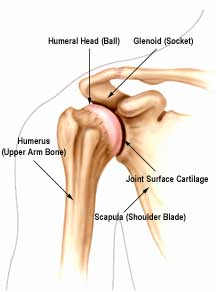 Humeral Head (Ball)
Glenoid (Socket)
Humerus
(Upper Arm Bone)
Joint Surface Cartilage
Scapula (Shoulder Blade)